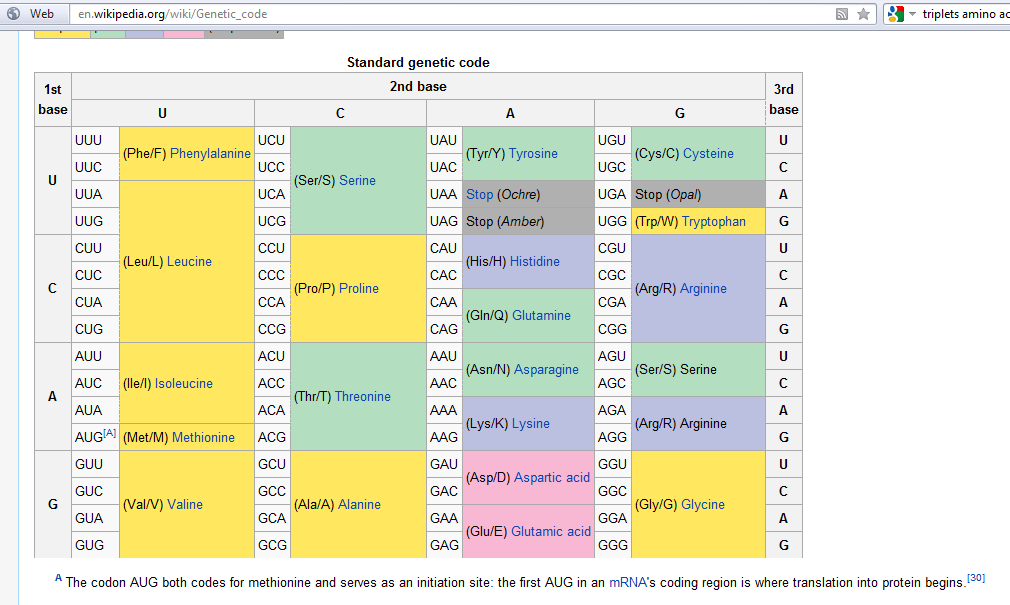 Web en.wikipedia.org/wiki/Genetic_code triplets amino ac
Standard genetic code
1st base 2nd base 3rd base
U C A G
U UUU (Phe/F) Phenylalanine UCU (Ser/S) Serine UAU (Tyr/Y) Tyrosine UGU (Cys/C) Cysteine U
UUC UCC UAC UGC C
UUA (Leu/L) Leucine UCA UAA Stop (Ochre) UGA Stop (Opal) A
UUG UCG UAG Stop (Amber) UGG (Trp/W) Tryptophan G
C CUU CCU (Pro/P) Proline CAU (His/H) Histidine CGU (Arg/R) Arginine U
CUC CCC CAC CGC C
CUA CCA CAA (Gln/Q) Glutamine CGA A
CUG CCG CAG CGG G
A AUU (Ile/I) Isoleucine ACU (Thr/T) Threonine AAU (Asn/N) Asparagine AGU (Ser/S) Serine U
AUC ACC AAC AGC C
AUA ACA AAA (Lys/K) Lysine AGA (Arg/R) Arginine A
AUG[A] (Met/M) Methionine ACG AAG AGG G
G GUU (Val/V) Valine GCU (Ala/A) Alanine GAU (Asp/D) Aspartic acid GGU (Gly/G) Glycine U
GUC GCC GAC GGC C
GUA GCA GAA (Glu/E) Glutamic acid GGA A
GUG GCG GAG GGG G
A The codon AUG both codes for methionine and serves as an initiation site: the first AUG in an mRNA's coding region is where translation into protein begins.[30]